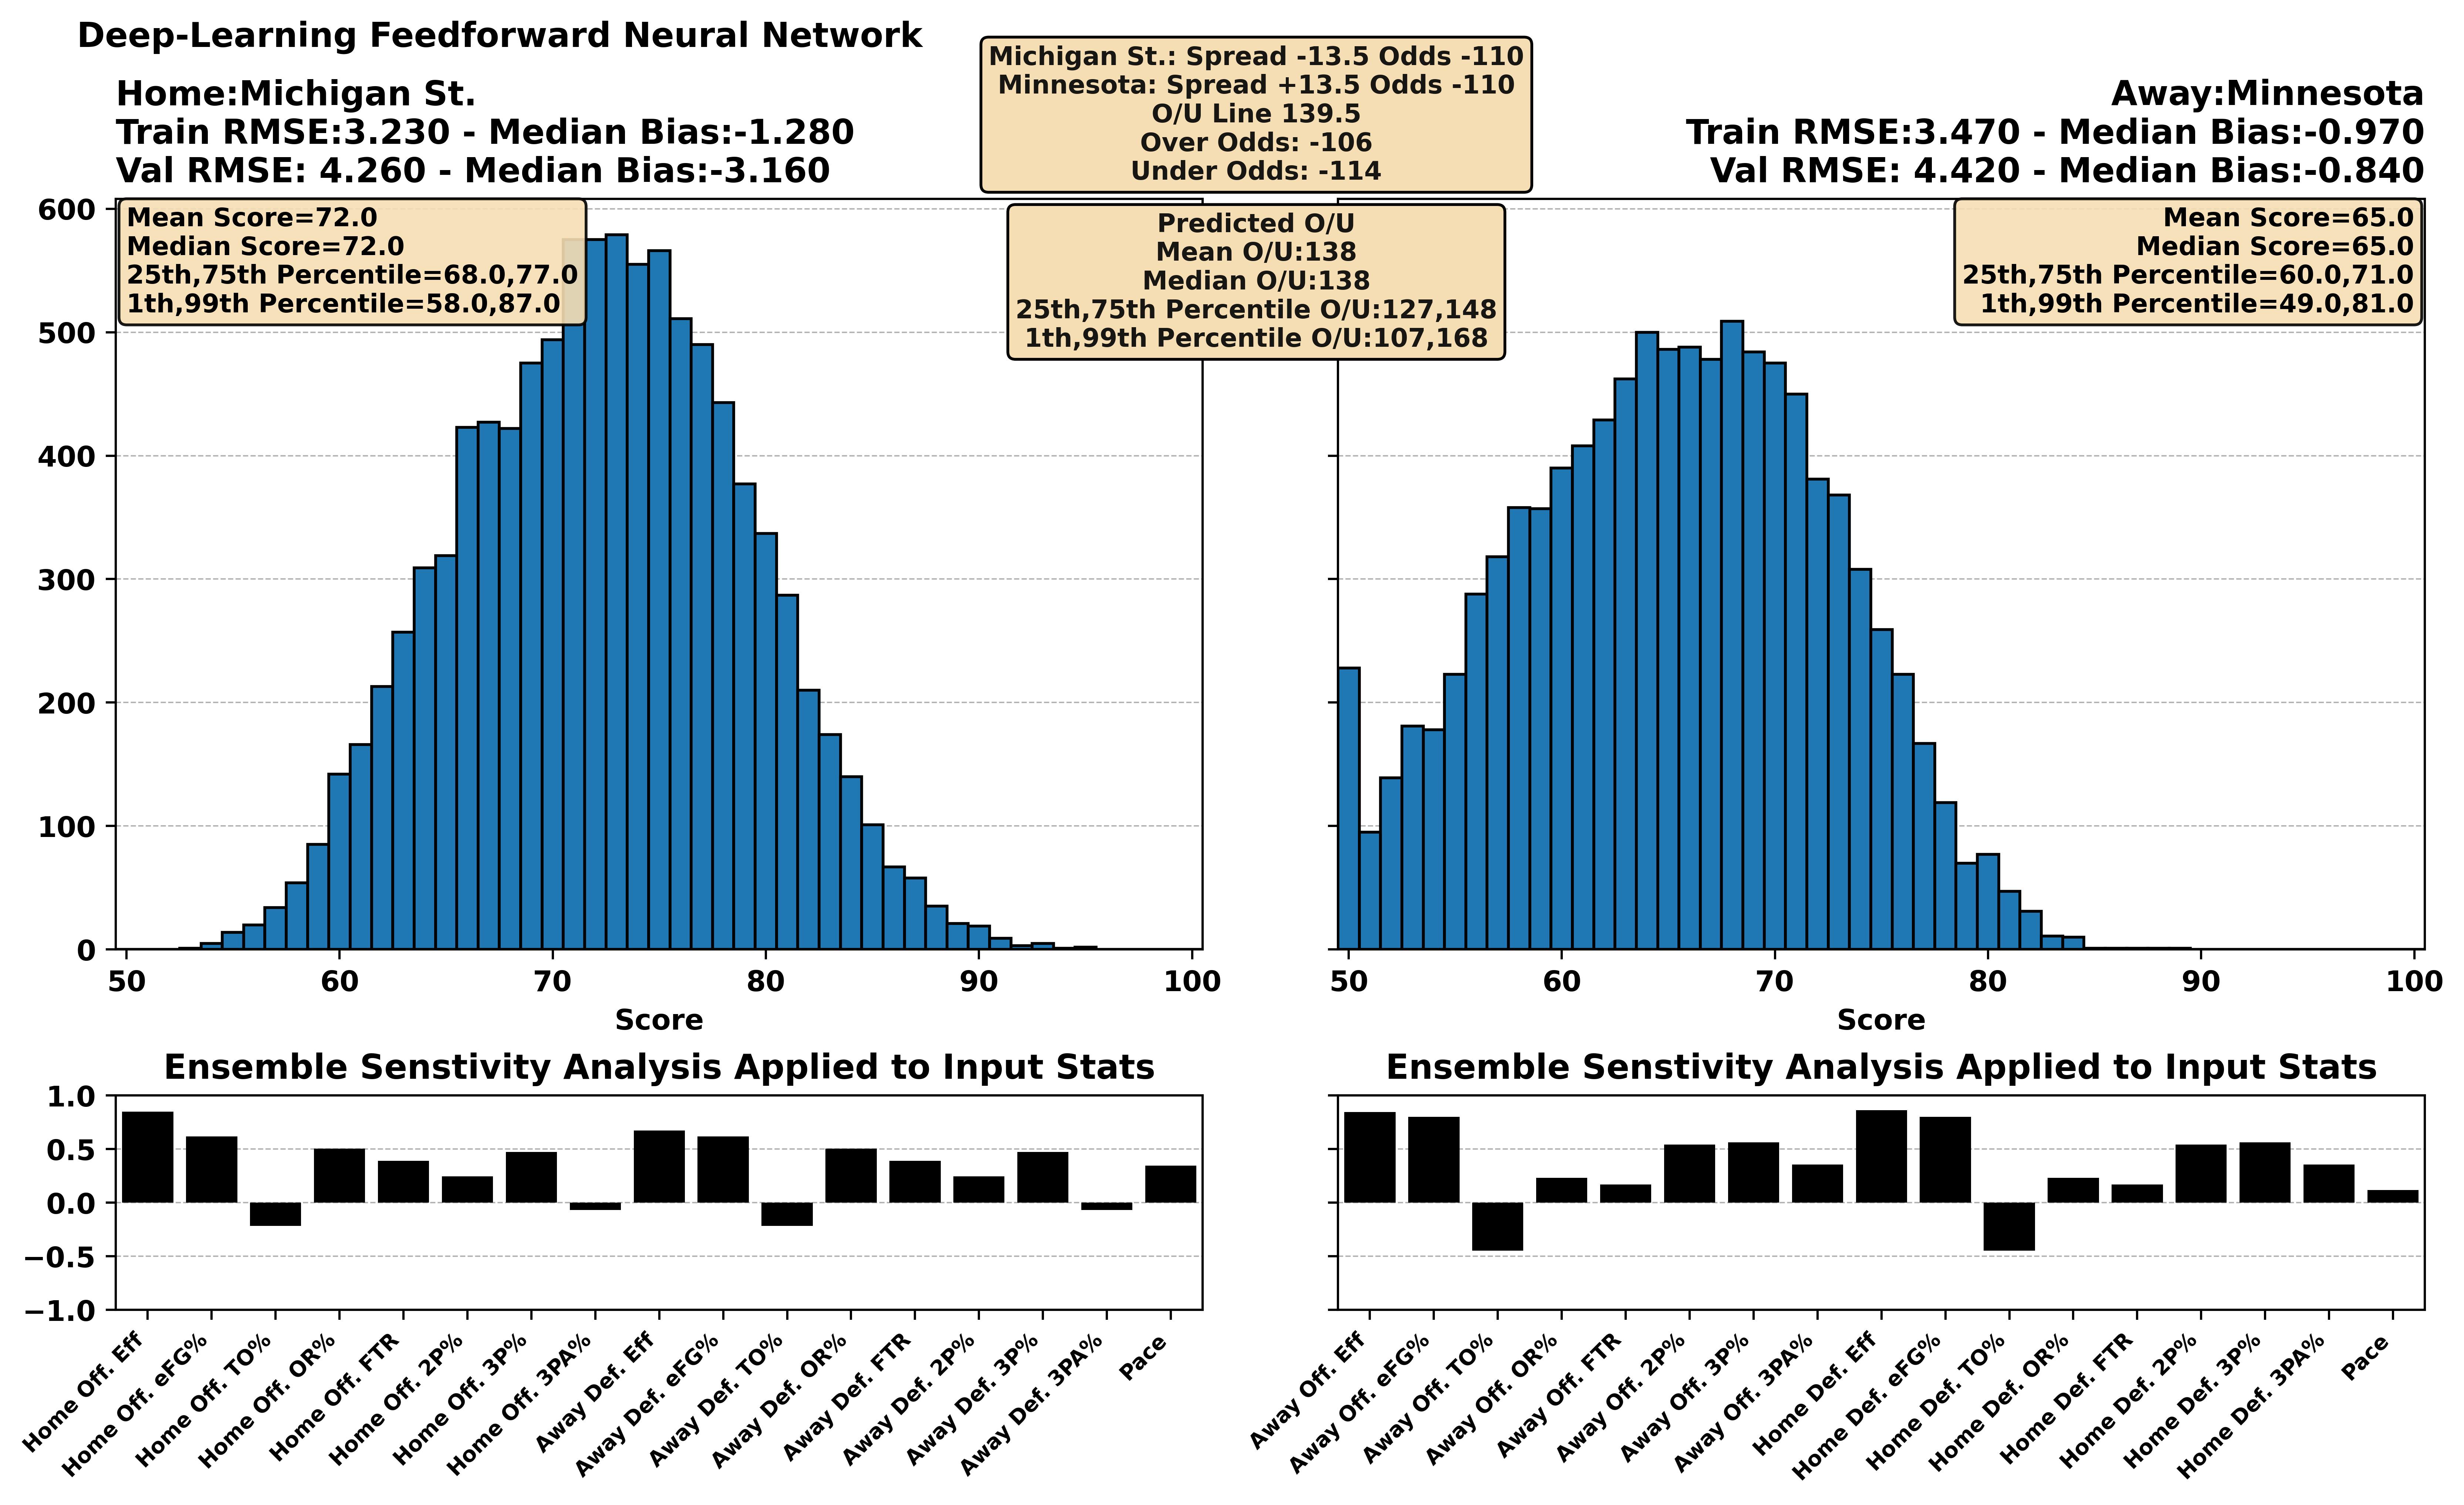 Deep-Learning Feedforward Neural Network
Home:Michigan St.
Train RMSE:3.230 - Median Bias:-1.280
Val RMSE: 4.260 - Median Bias:-3.160
Michigan St.: Spread -13.5 Odds -110
Minnesota: Spread +13.5 Odds -110
O/U Line 139.5
Over Odds: -106
Under Odds: -114
Away:Minnesota
Train RMSE:3.470 - Median Bias:-0.970
Val RMSE: 4.420 - Median Bias:-0.840
Mean Score=72.0
Median Score=72.0
25th,75th Percentile=68.0,77.0
1th,99th Percentile=58.0,87.0
Predicted O/U
Mean O/U:138
Median O/U:138
25th,75th Percentile O/U:127,148
1th,99th Percentile O/U:107,168
Mean Score=65.0
Median Score=65.0
25th,75th Percentile=60.0,71.0
1th,99th Percentile=49.0,81.0
600
500
400
300
200
100
0
50 60 70 80 90 100
Score
50 60 70 80 90 100
Score
Ensemble Senstivity Analysis Applied to Input Stats
1.0
0.5
0.0
−0.5
−1.0
Home Off. Eff
Home Off. eFG%
Home Off. TO%
Home Off. OR%
Home Off. FTR
Home Off. 2P%
Home Off. 3P%
Home Off. 3PA%
Away Def. Eff
Away Def. eFG%
Away Def. TO%
Away Def. OR%
Away Def. FTR
Away Def. 2P%
Away Def. 3P%
Away Def. 3PA%
Pace
Ensemble Senstivity Analysis Applied to Input Stats
Away Off. Eff
Away Off. eFG%
Away Off. TO%
Away Off. OR%
Away Off. FTR
Away Off. 2P%
Away Off. 3P%
Away Off. 3PA%
Home Def. Eff
Home Def. eFG%
Home Def. TO%
Home Def. OR%
Home Def. FTR
Home Def. 2P%
Home Def. 3P%
Home Def. 3PA%
Pace